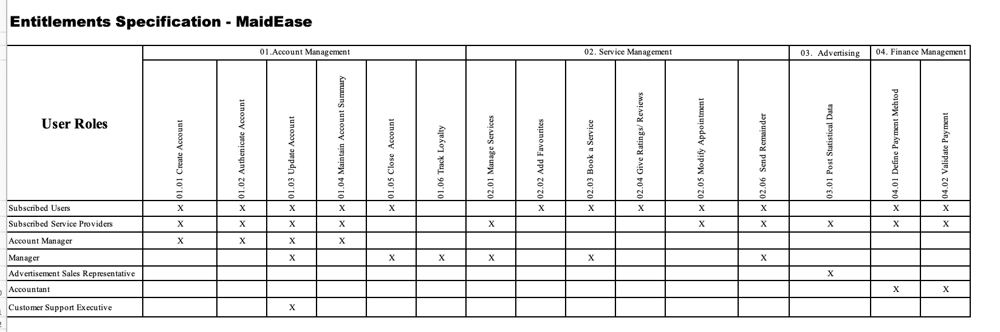 Entitlements Specification - MaidEase
01.Account Management 02. Service Management 03. Advertising 04. Finance Management
User Roles
01.01 Create Account
01.02 Authenicate Account
01.03 Update Account
01.04 Maintain Account Summary
01.05 Close Account
01.06 Track Loyalty
02.01 Manage Services
02.02 Add Favourites
02.03 Book a Service
02.04 Give Ratings/ Reviews
02.05 Modify Appointment
02.06 Send Remainder
03.01 Post Statistical Data
04.01 Define Payment Mehtod
04.02 Validate Payment
Subscribed Users X X X X X X X X X X X X
Subscribed Service Providers X X X X X X X X X X
Account Manager X X X X
Manager X X X X X X
Advertisement Sales Representative X
Accountant X X
Customer Support Executive X